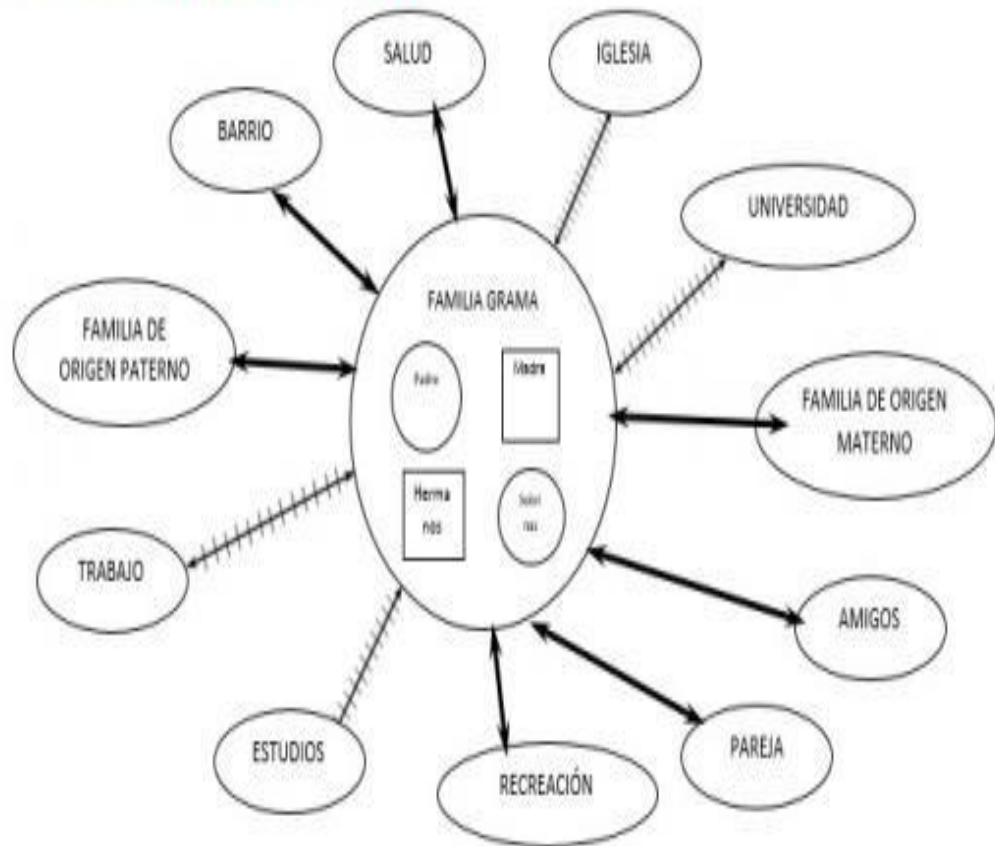 SALUD
IGLESIA
BARRIO
UNIVERSIDAD
FAMILIA GRAMA
FAMILIA DE
ORIGEN PATERNO
Padre
Madre
FAMILIA DE ORIGEN
MATERNO
Herma
nos
TRABAJO
AMIGOS
ESTUDIOS
RECREACIÓN
PAREJA